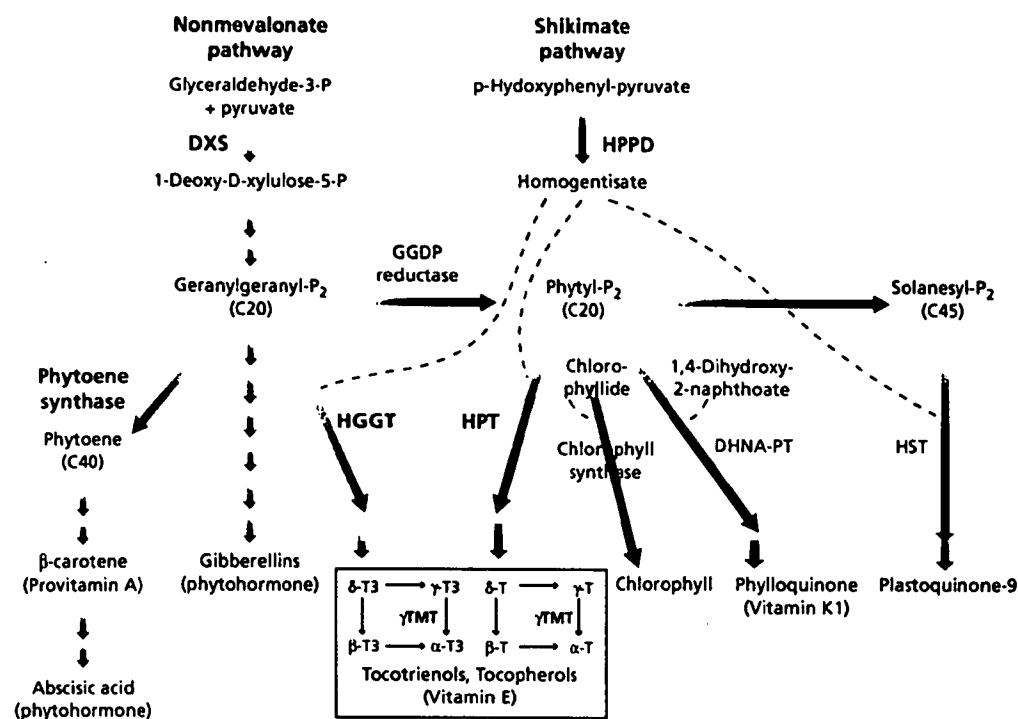 Nonmevalonate
pathway
Glyceraldehyde-3-P
+ pyruvate
DXS
1-Deoxy-D-xylulose-5-P
Shikimate
pathway
p-Hydoxyphenyl-pyruvate
HPPD
Homogentisate
Geranylgeranyl-P₂
(C20)
GGDP
reductase
Phytyl-P₂
(C20)
Solanesyl-P₂
(C45)
Phytoene
synthase
Phytoene
(C40)
HGGT
HPT
Chloro-
phyllide
1,4-Dihydroxy-
2-naphthoate
Chlorophyll
synthase
DHNA-PT
HST
β-carotene
(Provitamin A)
Gibberellins
(phytohormone)
δ-T3 γ-T3 δ-T γ-T
γTMT γTMT
β-T3 α-T3 β-T α-T
Tocotrienols, Tocopherols
(Vitamin E)
Chlorophyll
Phylloquinone
(Vitamin K1)
Plastoquinone-9
Abscisic acid
(phytohormone)